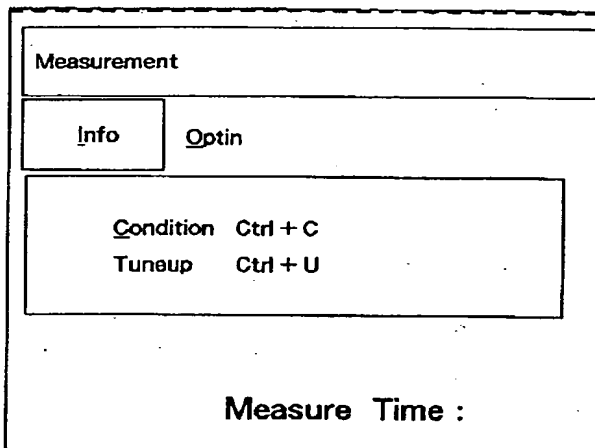 Measurement
Info Optin
Condition Ctrl + C
Tuneup Ctrl + U
Measure Time :